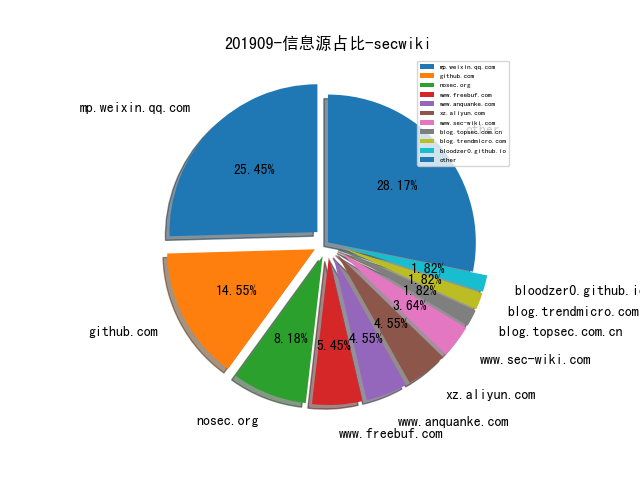 201909-信息源占比-secwiki
mp.weixin.qq.com
github.com
nosec.org
www.freebuf.com
www.anquanke.com
xz.aliyun.com
www.sec-wiki.com
blog.topsec.com.cn
blog.trendmicro.com
bloodzer0.github.io
other
other
mp.weixin.qq.com
25.45%
28.17%
14.55%
github.com
8.18%
nosec.org
5.45%
www.freebuf.com
4.55%
www.anquanke.com
4.55%
xz.aliyun.com
3.64%
www.sec-wiki.com
1.82%
blog.topsec.com.cn
1.82%
blog.trendmicro.com
1.82%
bloodzer0.github.io